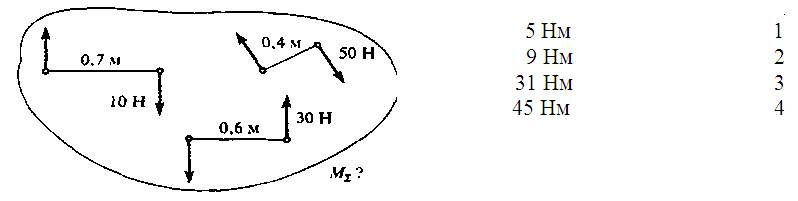 0,7 м
10 Н
0,4 м
50 Н
0,6 м
30 Н
M_Σ ?
5 Нм 1
9 Нм 2
31 Нм 3
45 Нм 4